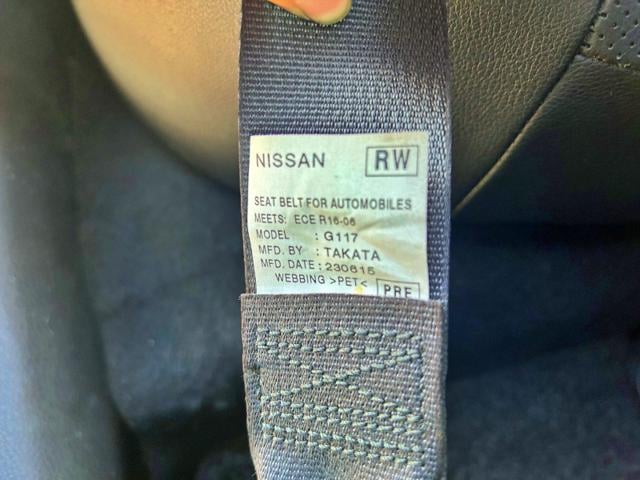 NISSAN RW
SEAT BELT FOR AUTOMOBILES
MEETS: ECE R16-06
MODEL : G117
MFD. BY : TAKATA
MFD. DATE : 230615
WEBBING >PET< PRE